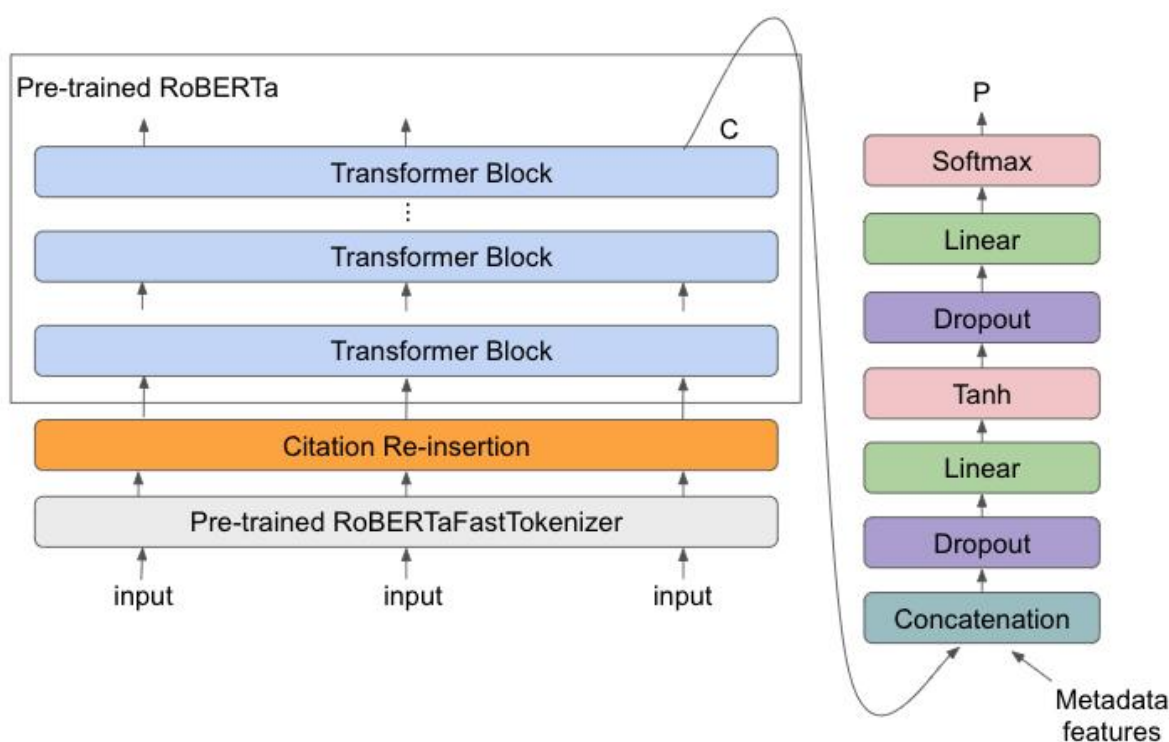 Pre-trained RoBERTa
C
Transformer Block
⋮
Transformer Block
Transformer Block
Citation Re-insertion
Pre-trained RoBERTaFastTokenizer
input input input
P
Softmax
Linear
Dropout
Tanh
Linear
Dropout
Concatenation
Metadata
features